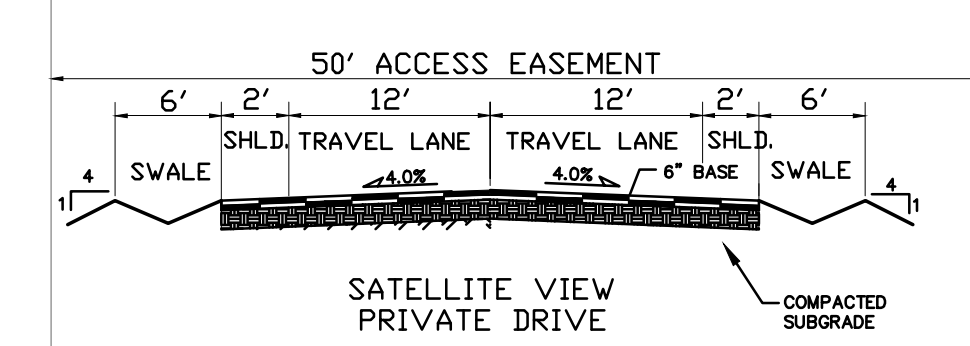 50' ACCESS EASEMENT
6' 2' 12' 12' 2' 6'
SHLD. TRAVEL LANE TRAVEL LANE SHLD.
SWALE SWALE
4.0% 4.0% 6" BASE
4 4
1 1
SATELLITE VIEW
PRIVATE DRIVE
COMPACTED
SUBGRADE